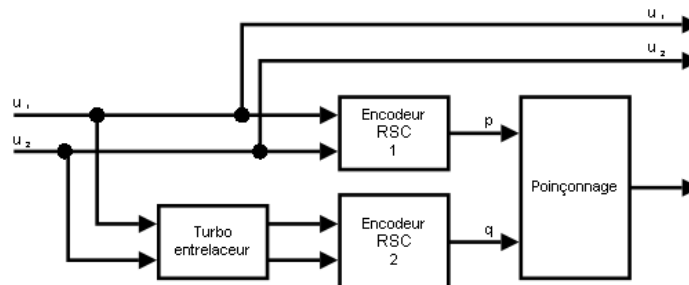 u₁
u₂
u₁
u₂
Encodeur
RSC
1
p
Poinçonnage
Turbo
entrelaceur
Encodeur
RSC
2
q